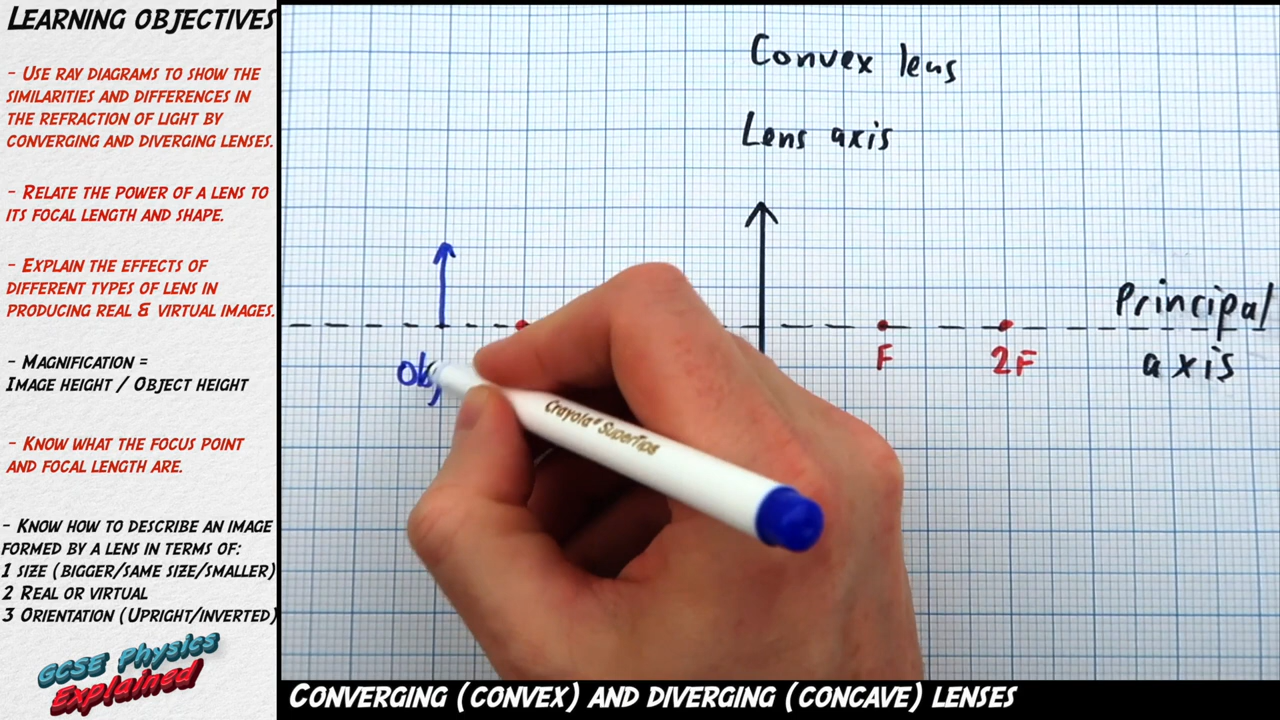 LEARNING OBJECTIVES
- USE RAY DIAGRAMS TO SHOW THE
SIMILARITIES AND DIFFERENCES IN
THE REFRACTION OF LIGHT BY
CONVERGING AND DIVERGING LENSES.
- RELATE THE POWER OF A LENS TO
ITS FOCAL LENGTH AND SHAPE.
- EXPLAIN THE EFFECTS OF
DIFFERENT TYPES OF LENS IN
PRODUCING REAL & VIRTUAL IMAGES.
- MAGNIFICATION =
IMAGE HEIGHT / OBJECT HEIGHT
- KNOW WHAT THE FOCUS POINT
AND FOCAL LENGTH ARE.
- KNOW HOW TO DESCRIBE AN IMAGE
FORMED BY A LENS IN TERMS OF:
1 SIZE (BIGGER/SAME SIZE/SMALLER)
2 REAL OR VIRTUAL
3 ORIENTATION (UPRIGHT/INVERTED)
GCSE Physics
Explained
Convex lens
Lens axis
Principal
axis
F
2F
Obj
Crayola SuperTips
CONVERGING (CONVEX) AND DIVERGING (CONCAVE) LENSES